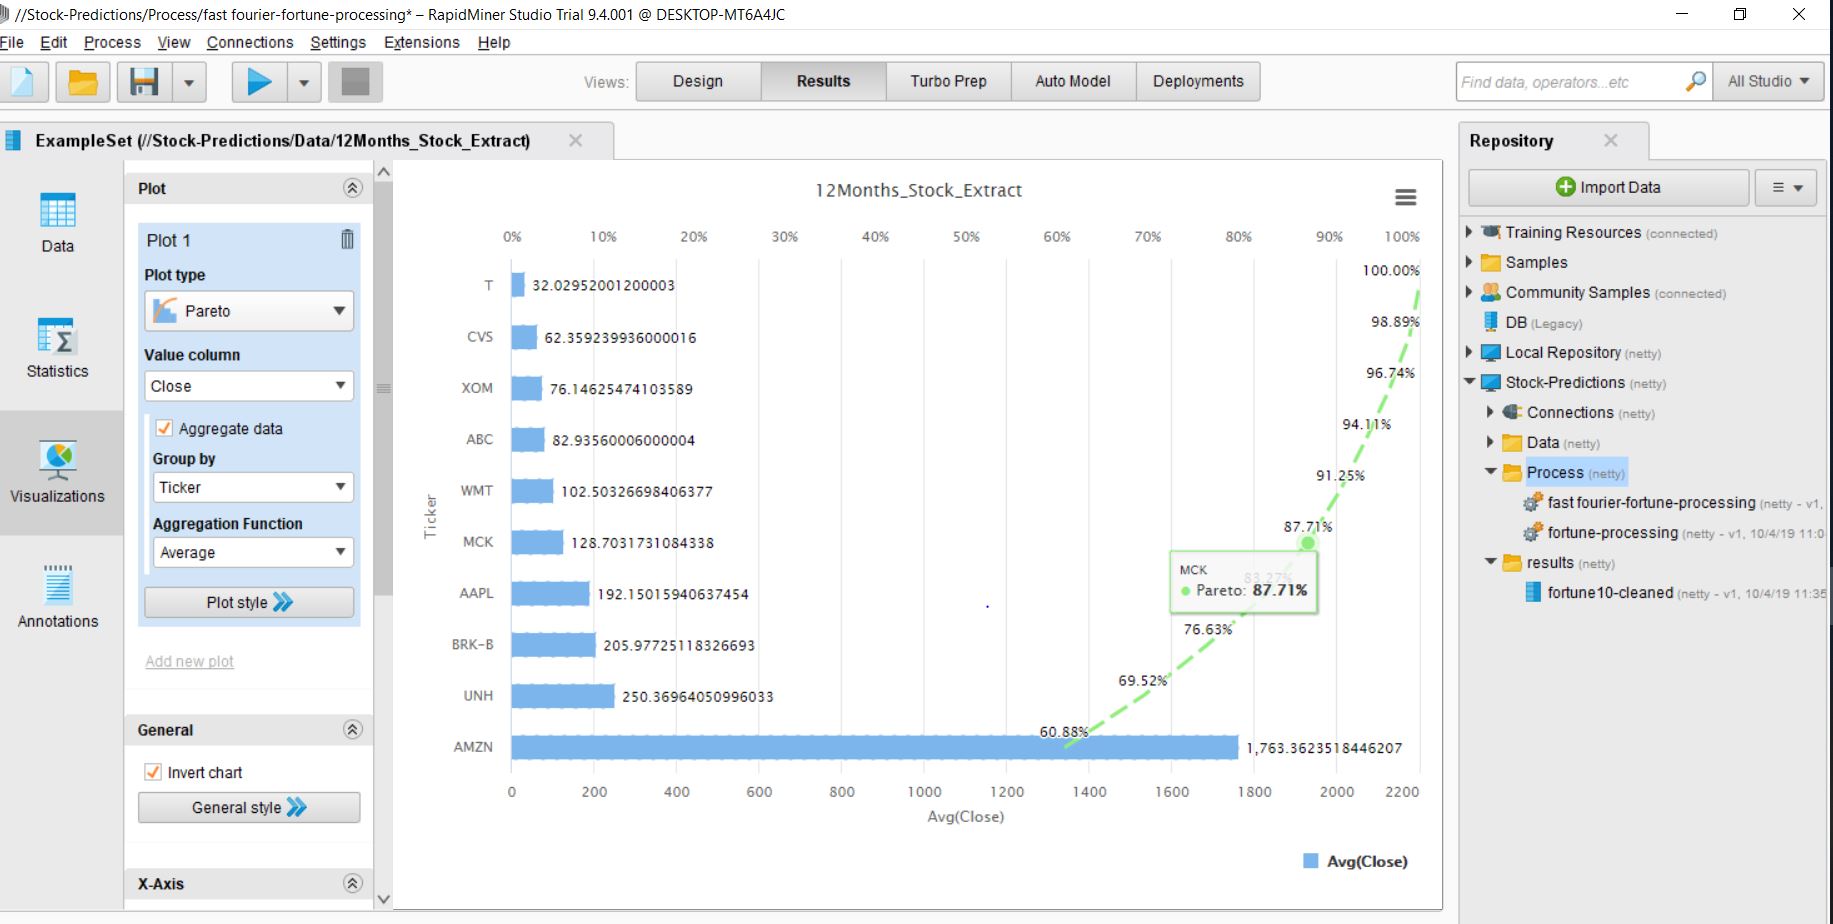 //Stock-Predictions/Process/fast fourier-fortune-processing* – RapidMiner Studio Trial 9.4.001 @ DESKTOP-MT6A4JC
File Edit Process View Connections Settings Extensions Help
Views: Design Results Turbo Prep Auto Model Deployments
Find data, operators...etc
All Studio
ExampleSet (//Stock-Predictions/Data/12Months_Stock_Extract)
Data
Statistics
Visualizations
Annotations
Plot
Plot 1
Plot type
Pareto
Value column
Close
Aggregate data
Group by
Ticker
Aggregation Function
Average
Plot style
Add new plot
General
Invert chart
General style
X-Axis
12Months_Stock_Extract
0% 10% 20% 30% 40% 50% 60% 70% 80% 90% 100%
100.00%
T 32.02952001200003
98.89%
CVS 62.359239936000016
96.74%
XOM 76.14625474103589
94.11%
ABC 82.93560006000004
91.25%
WMT 102.50326698406377
87.71%
MCK 128.7031731084338
MCK
83.27%
Pareto: 87.71%
AAPL 192.15015940637454
76.63%
BRK-B 205.97725118326693
69.52%
UNH 250.36964050996033
60.88%
AMZN 1,763.3623518446207
Ticker
0 200 400 600 800 1000 1200 1400 1600 1800 2000 2200
Avg(Close)
Avg(Close)
Repository
Import Data
Training Resources (connected)
Samples
Community Samples (connected)
DB (Legacy)
Local Repository (netty)
Stock-Predictions (netty)
Connections (netty)
Data (netty)
Process (netty)
fast fourier-fortune-processing (netty - v1,
fortune-processing (netty - v1, 10/4/19 11:0
results (netty)
fortune10-cleaned (netty - v1, 10/4/19 11:35